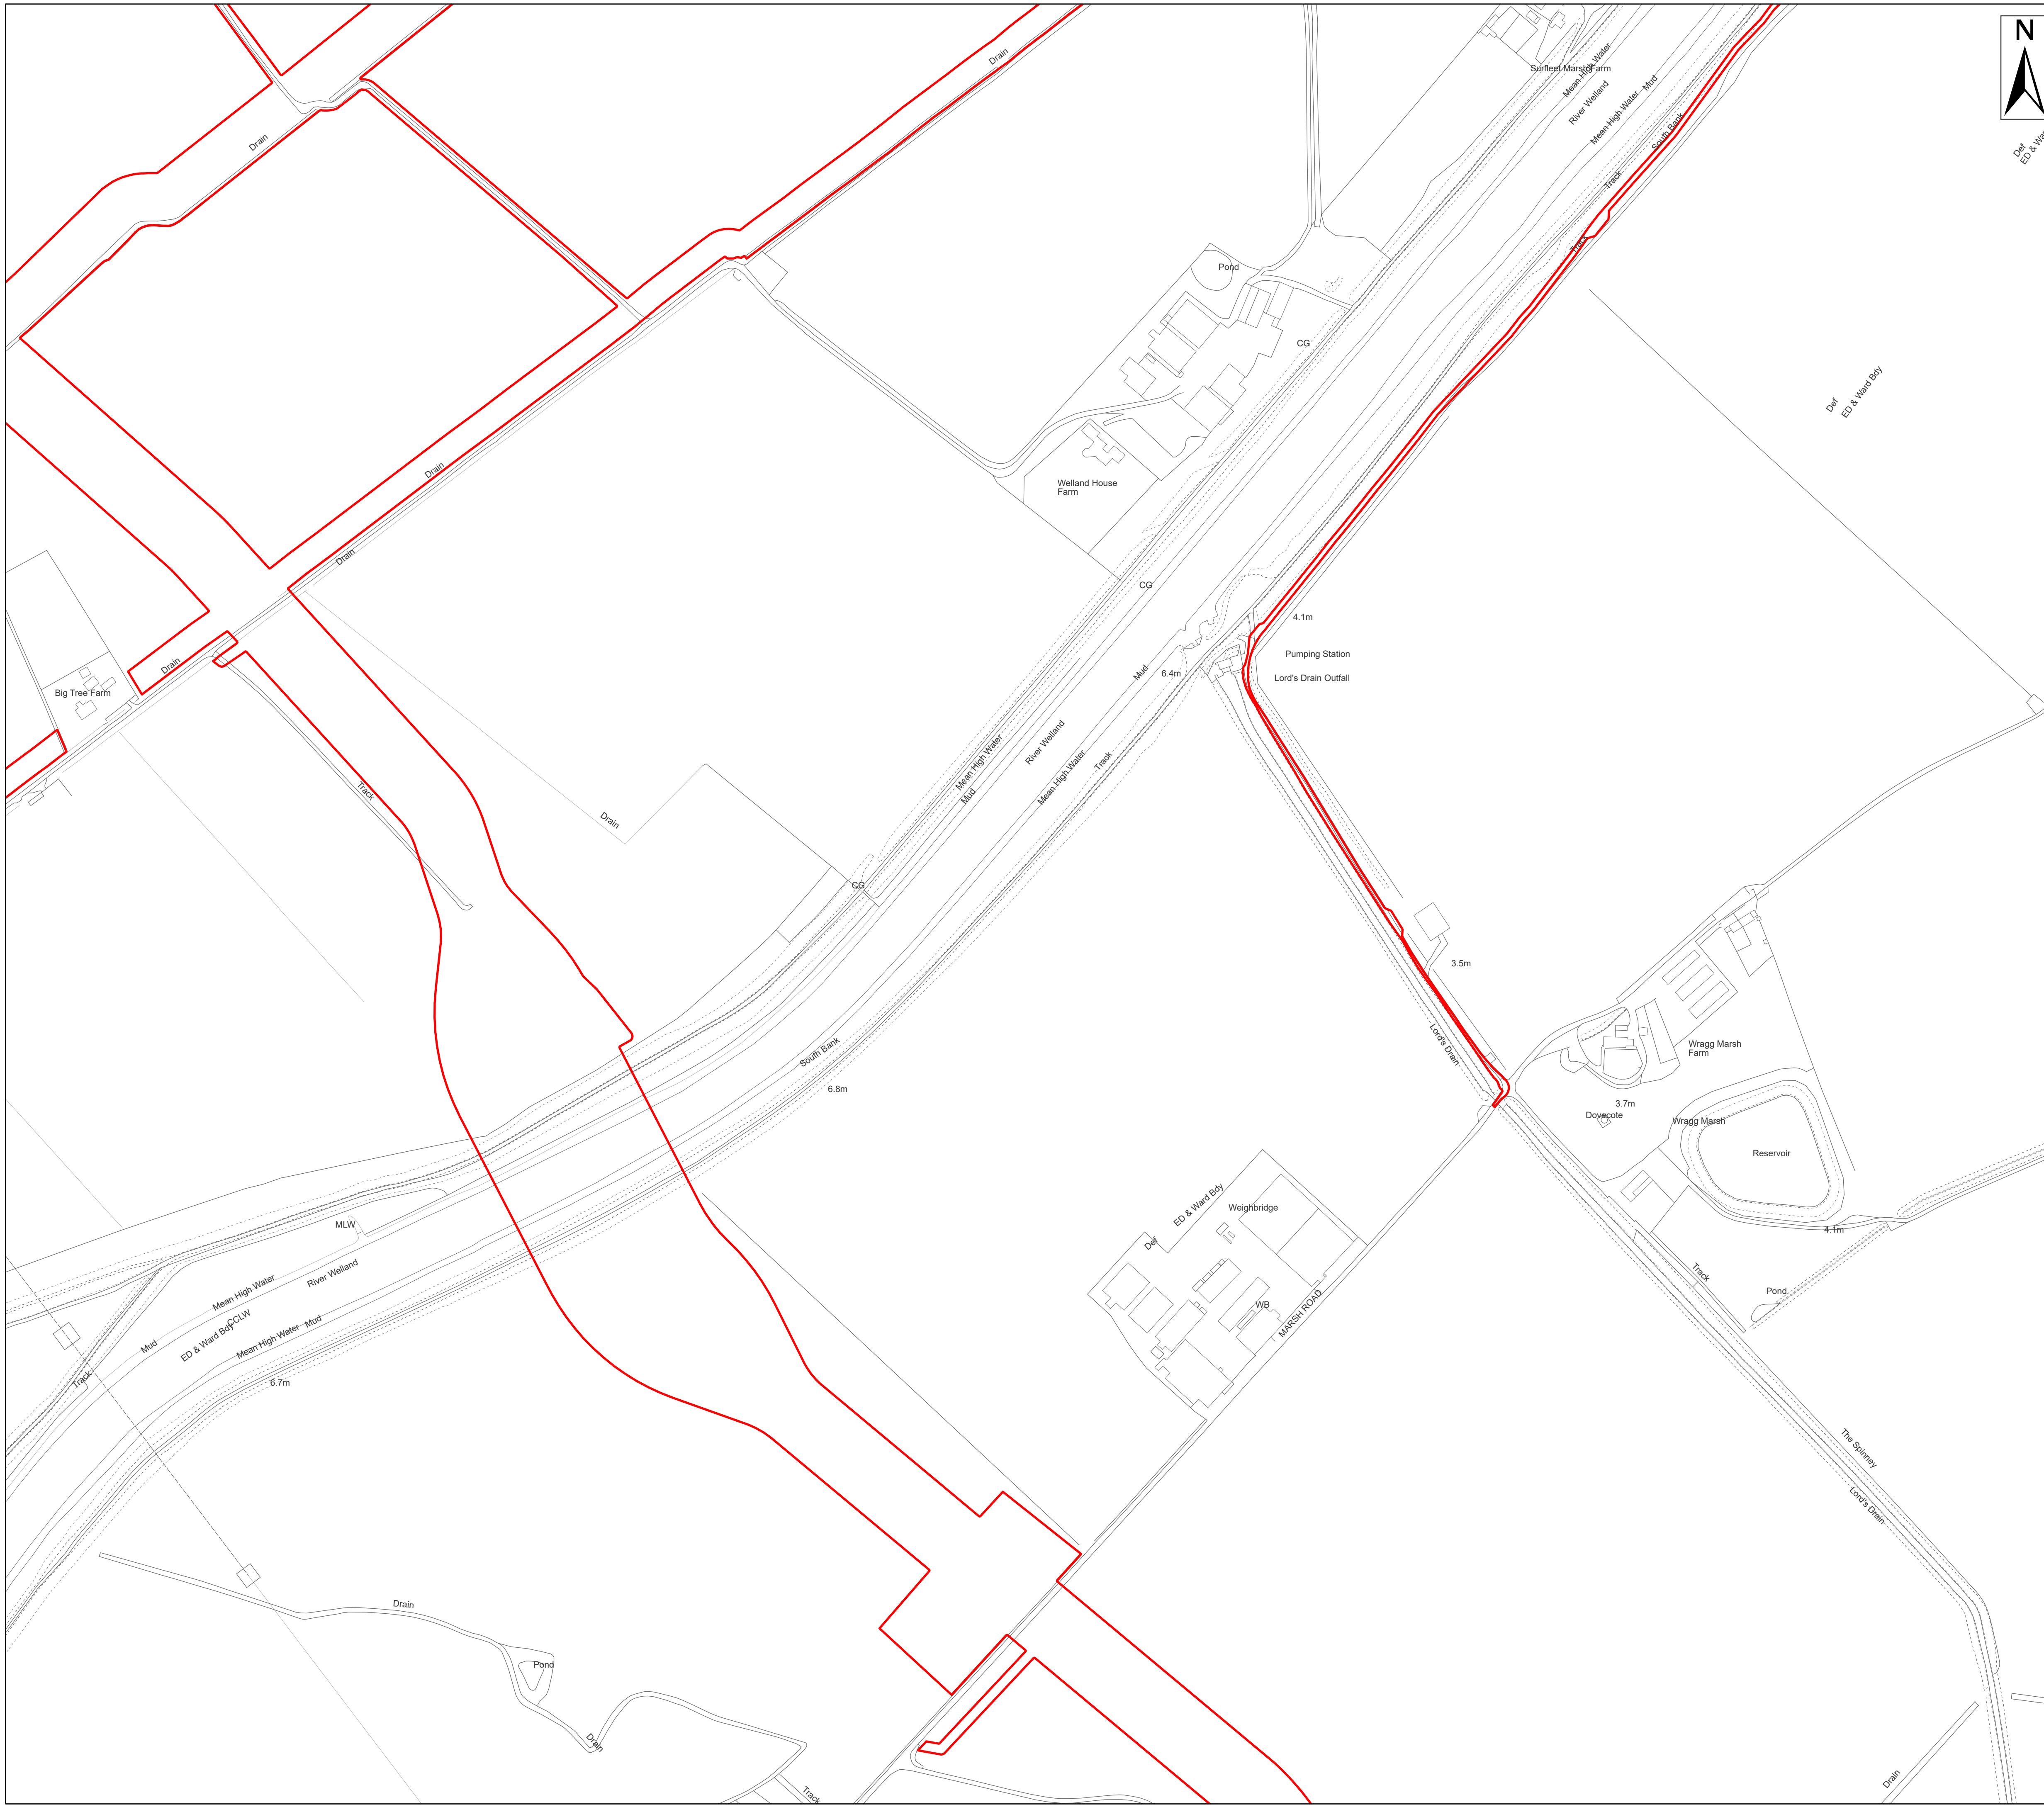 N
Drain
Surfleet Marsh Farm
Mean High Water
River Welland
Mean High Water
Mud
South Bank
Track
Def
Drain
Track
Pond
CG
Def
ED & Ward Bdy
Drain
Welland House
Farm
Drain
CG
4.1m
Pumping Station
Lord's Drain Outfall
6.4m
Mud
Drain
Big Tree Farm
Track
Drain
River Welland
Mean High Water
Mud
Mean High Water
Track
CG
3.5m
Lord's Drain
Wragg Marsh
Farm
South Bank
6.8m
3.7m
Dovecote
Wragg Marsh
Reservoir
ED & Ward Bdy
Weighbridge
Def
MLW
4.1m
River Welland
Mean High Water
CCLW
ED & Ward Bdy
Mud
Mean High Water
Mud
Track
6.7m
WB
MARSH ROAD
Track
Pond
The Spinney
Lord's Drain
Drain
Pond
Drain
Track
Drain